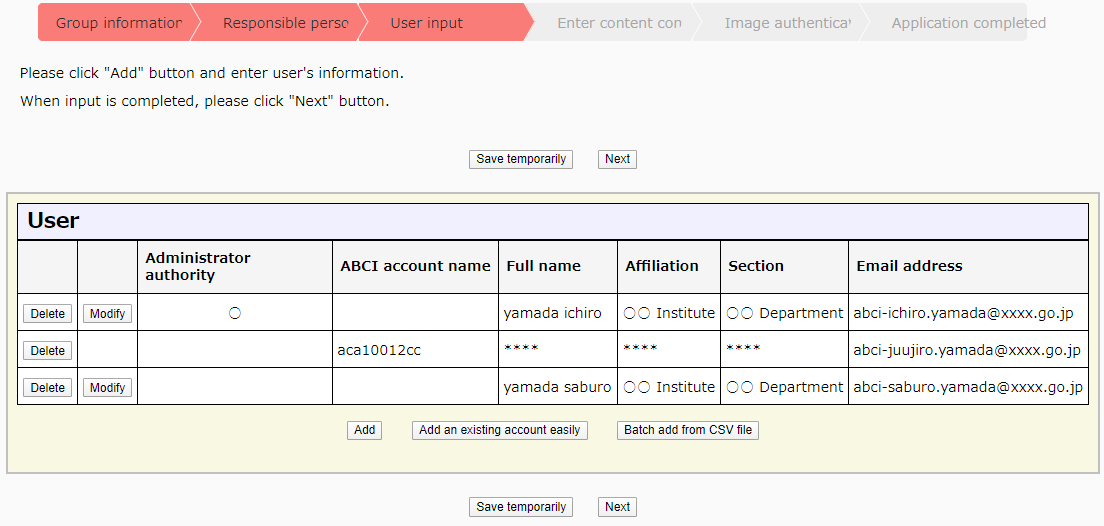 Group information Responsible perso User input Enter content con Image authentica Application completed
Please click "Add" button and enter user's information.
When input is completed, please click "Next" button.
Save temporarily Next
User
Administrator authority ABCI account name Full name Affiliation Section Email address
Delete Modify ○ yamada ichiro ○○ Institute ○○ Department abci-ichiro.yamada@xxxx.go.jp
Delete aca10012cc **** **** **** abci-juujiro.yamada@xxxx.go.jp
Delete Modify yamada saburo ○○ Institute ○○ Department abci-saburo.yamada@xxxx.go.jp
Add Add an existing account easily Batch add from CSV file
Save temporarily Next